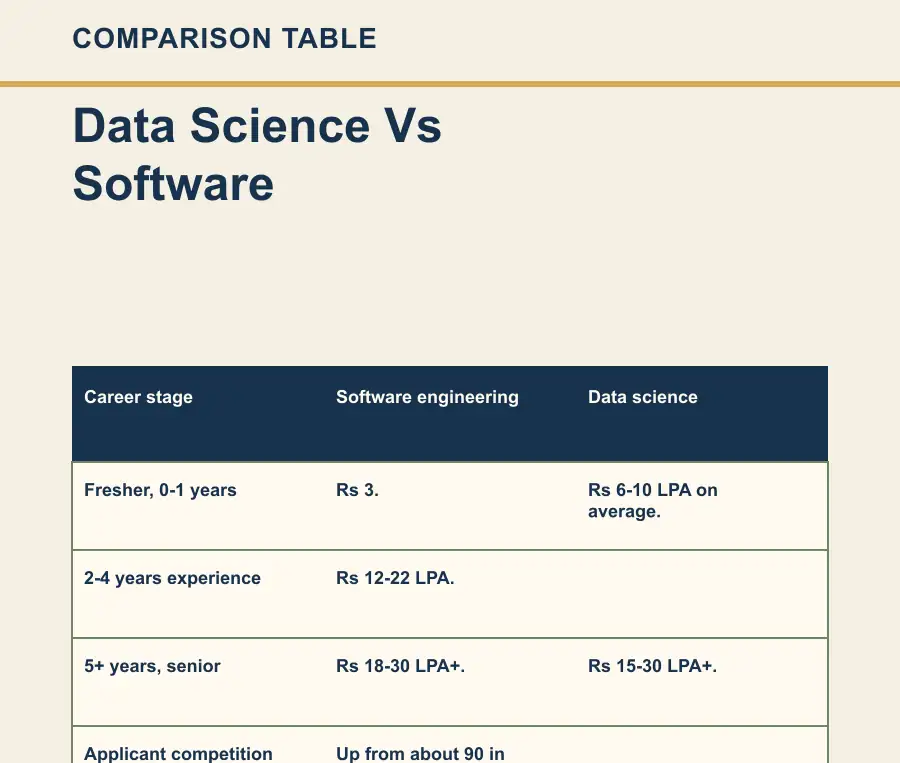 COMPARISON TABLE
Data Science Vs
Software
Career stage Software engineering Data science
Fresher, 0-1 years Rs 3. Rs 6-10 LPA on
average.
2-4 years experience Rs 12-22 LPA.
5+ years, senior Rs 18-30 LPA+. Rs 15-30 LPA+.
Applicant competition Up from about 90 in